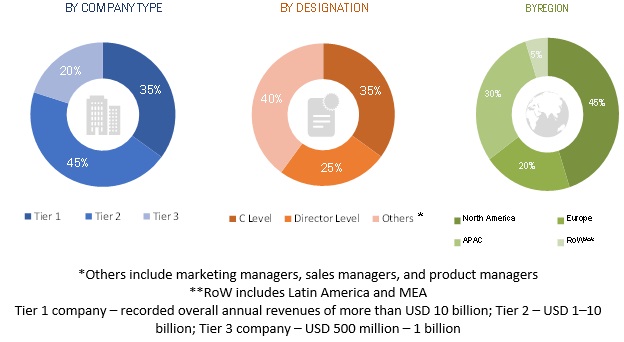 BY COMPANY TYPE
BY DESIGNATION
BY REGION
20%
35%
45%
40%
35%
25%
5%
30%
45%
20%
Tier 1
Tier 2
Tier 3
C Level
Director Level
Others *
North America
Europe
APAC
RoW**
*Others include marketing managers, sales managers, and product managers
**RoW includes Latin America and MEA
Tier 1 company – recorded overall annual revenues of more than USD 10 billion; Tier 2 – USD 1–10
billion; Tier 3 company – USD 500 million – 1 billion